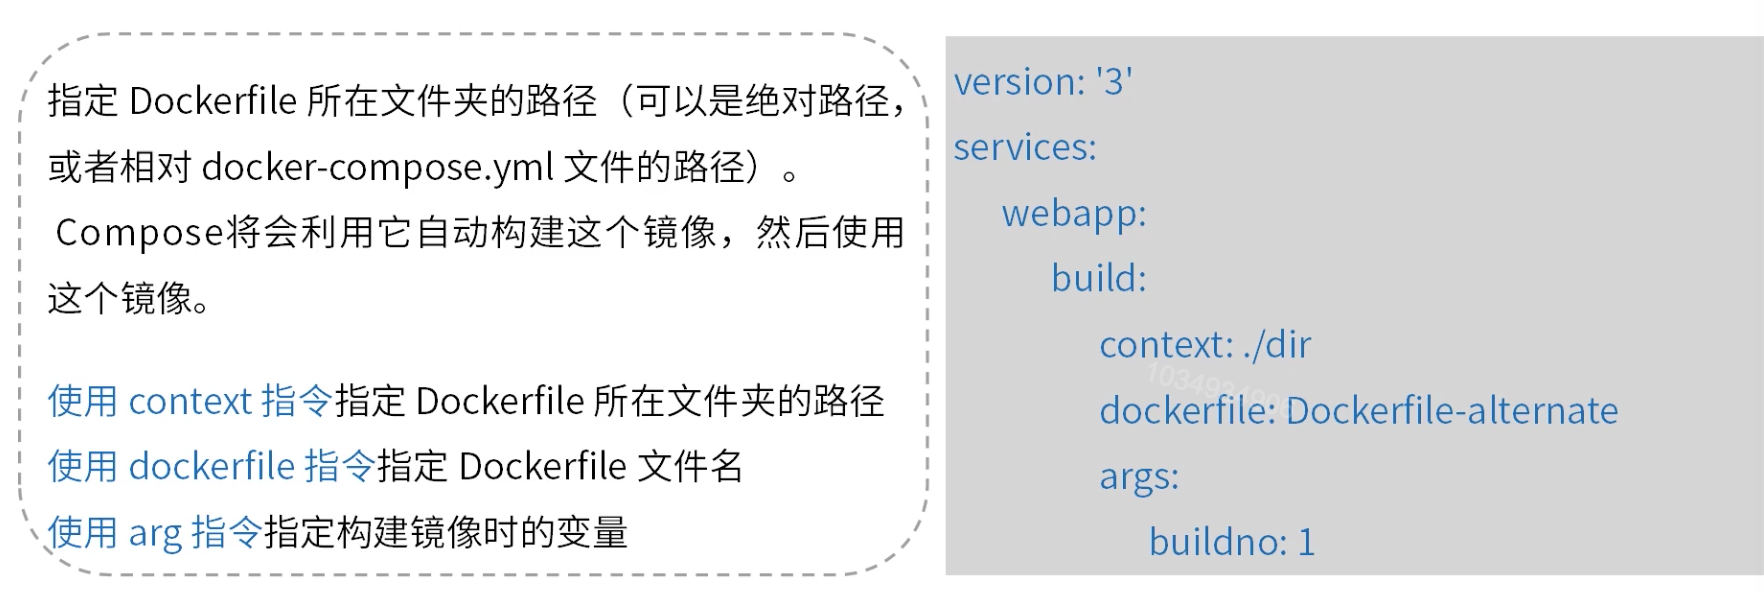 指定 Dockerfile 所在文件夹的路径（可以是绝对路径，
或者相对 docker-compose.yml 文件的路径）。
Compose将会利用它自动构建这个镜像，然后使用
这个镜像。
使用 context 指令指定 Dockerfile 所在文件夹的路径
使用 dockerfile 指令指定 Dockerfile 文件名
使用 arg 指令指定构建镜像时的变量
version: '3'
services:
webapp:
build:
context: ./dir
dockerfile: Dockerfile-alternate
args:
buildno: 1